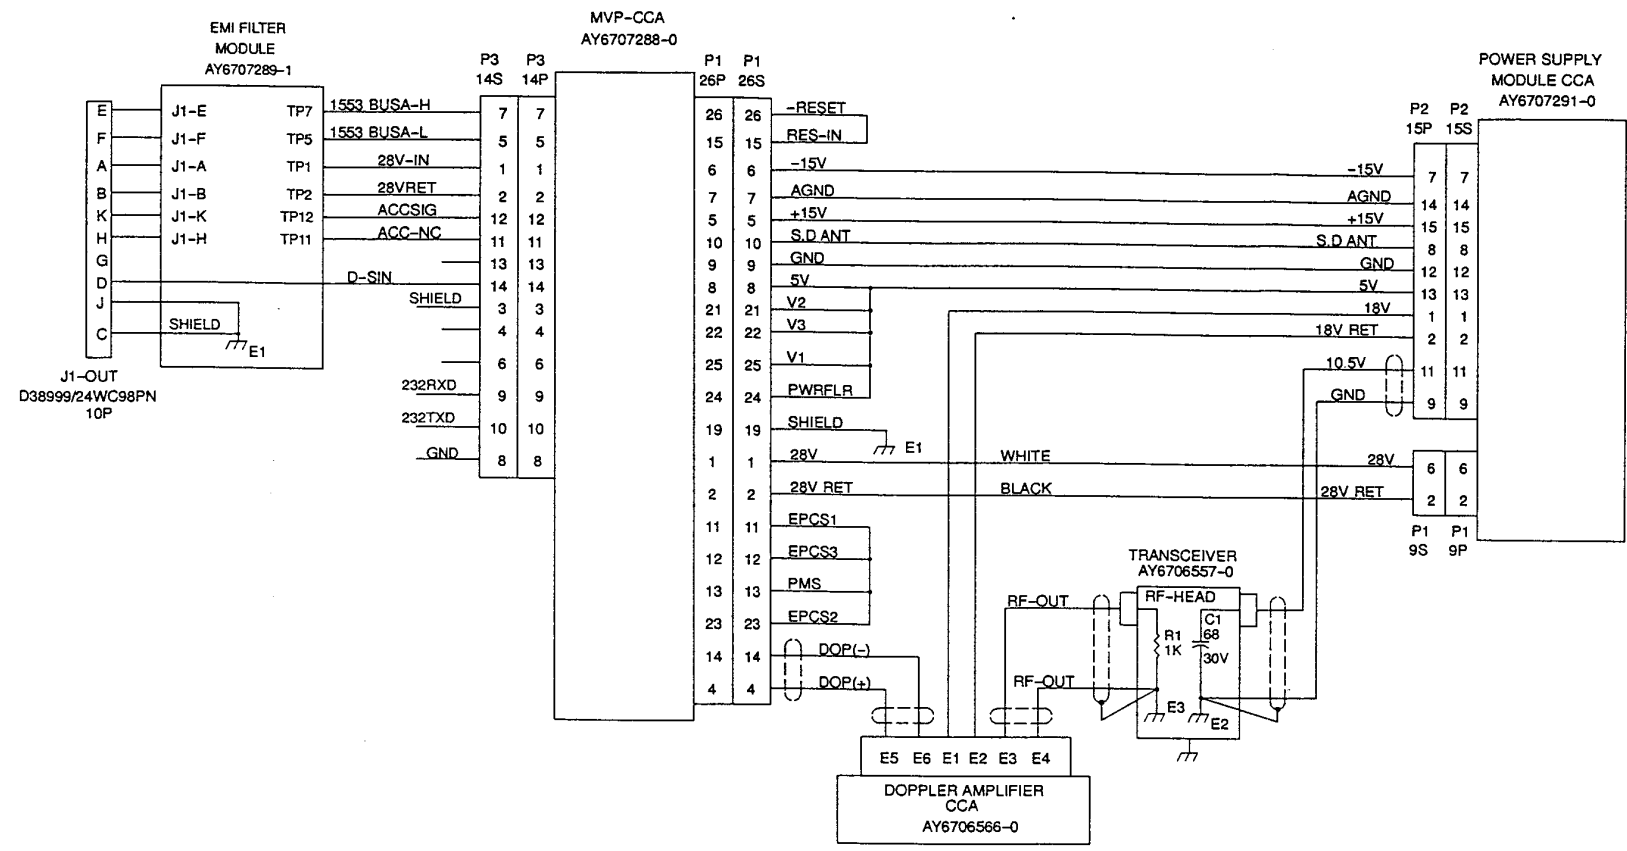 EMI FILTER
MODULE
AY6707289-1
MVP-CCA
AY6707288-0
POWER SUPPLY
MODULE CCA
AY6707291-0
P3 P3
14S 14P
P1 P1
26P 26S
P2 P2
15P 15S
E J1-E TP7 1553 BUSA-H 7 7
F J1-F TP5 1553 BUSA-L 5 5
A J1-A TP1 28V-IN 1 1
B J1-B TP2 28VRET 2 2
K J1-K TP12 ACCSIG 12 12
H J1-H TP11 ACC-NC 11 11
G 13 13
D D-SIN 14 14
J SHIELD 3 3
C SHIELD E1 4 4
6 6
232RXD 9 9
232TXD 10 10
GND 8 8
J1-OUT
D38999/24WC98PN
10P
26 26 -RESET
15 15 RES-IN
6 6 -15V -15V 7 7
7 7 AGND AGND 14 14
5 5 +15V +15V 15 15
10 10 S.D ANT S.D ANT 8 8
9 9 GND GND 12 12
8 8 5V 5V 13 13
21 21 V2 18V 1 1
22 22 V3 18V RET 2 2
25 25 V1 10.5V 11 11
24 24 PWRFLR GND 9 9
19 19 SHIELD E1
1 1 28V WHITE 28V 6 6
2 2 28V RET BLACK 28V RET 2 2
P1 P1
9S 9P
11 11 EPCS1
12 12 EPCS3
13 13 PMS
23 23 EPCS2
14 14 DOP(-)
4 4 DOP(+)
TRANSCEIVER
AY6706557-0
RF-HEAD
RF-OUT
R1
1K
C1
68
30V
RF-OUT
E3
E2
E5 E6 E1 E2 E3 E4
DOPPLER AMPLIFIER
CCA
AY6706566-0